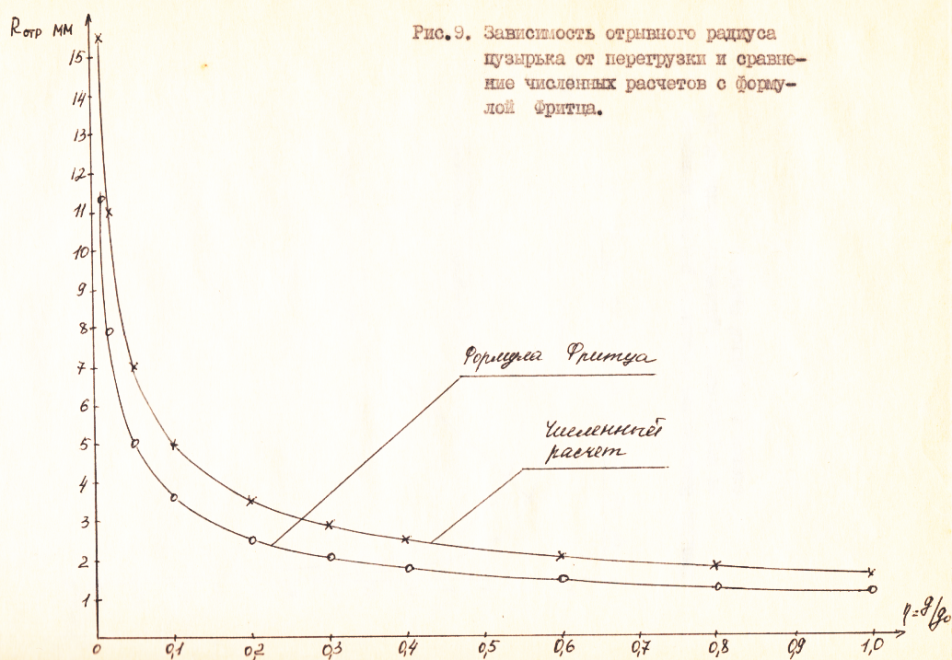 Rотр мм
Рис.9. Зависимость отрывного радиуса
пузырька от перегрузки и сравне-
ние численных расчетов с форму-
лой Фритца.
15
14
13
12
11
10
9
8
7
6
5
4
3
2
1
Формула Фритца
Численный
расчет
0
0,1
0,2
0,3
0,4
0,5
0,6
0,7
0,8
0,9
1,0
η=g/g₀